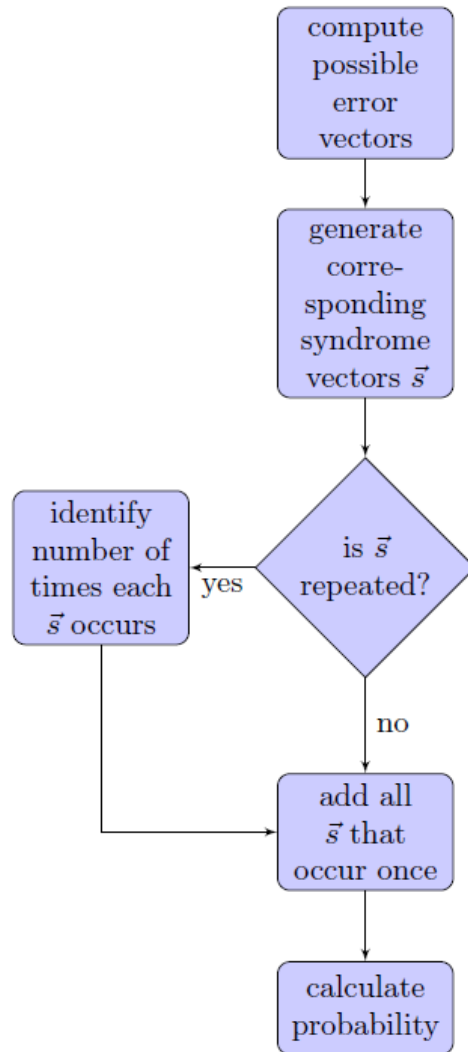 compute
possible
error
vectors
generate
corre-
sponding
syndrome
vectors $\vec{s}$
is $\vec{s}$
repeated?
yes
identify
number of
times each
$\vec{s}$ occurs
no
add all
$\vec{s}$ that
occur once
calculate
probability